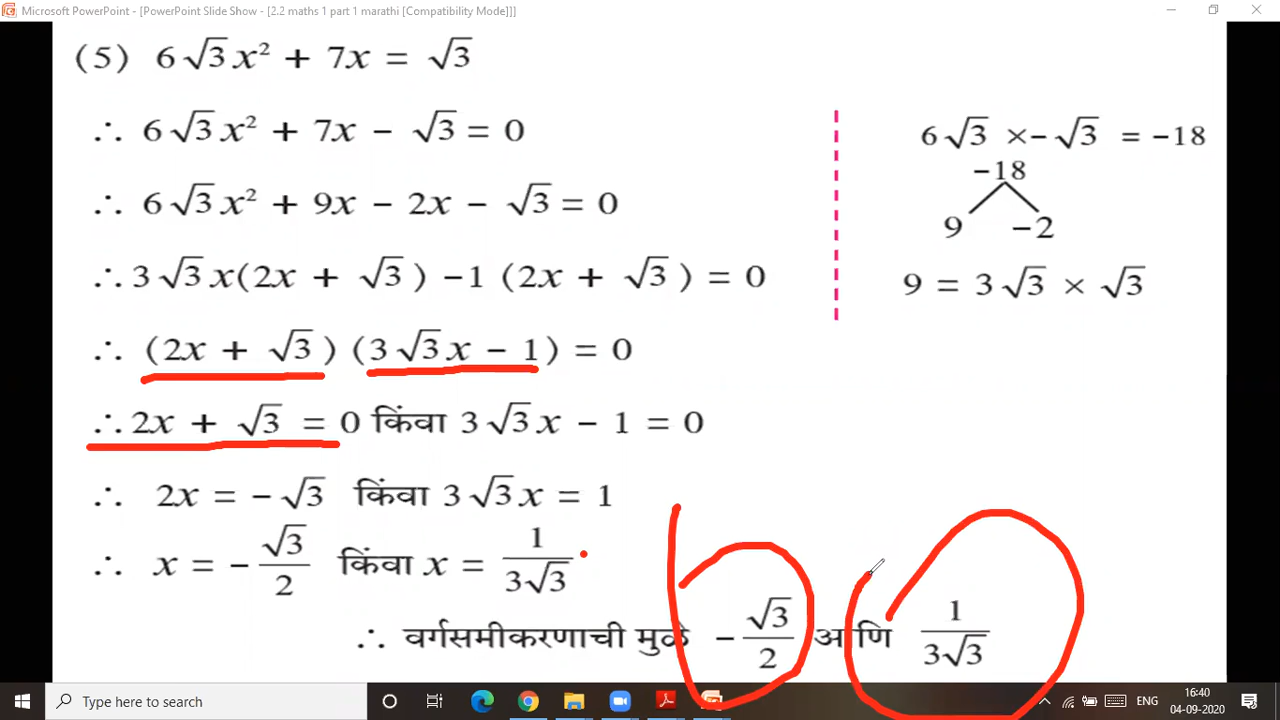 Microsoft PowerPoint - [PowerPoint Slide Show - [2.2 maths 1 part 1 marathi [Compatibility Mode]]]
(5) 6√3x² + 7x = √3
∴ 6√3x² + 7x − √3 = 0
∴ 6√3x² + 9x − 2x − √3 = 0
∴ 3√3x(2x + √3) −1 (2x + √3) = 0
∴ (2x + √3) (3√3x − 1) = 0
∴ 2x + √3 = 0 किंवा 3√3x − 1 = 0
∴ 2x = −√3 किंवा 3√3x = 1
∴ x = −√3/2 किंवा x = 1/3√3
∴ वर्गसमीकरणाची मुळे −√3/2 आणि 1/3√3
6√3 ×−√3 = −18
−18
9 −2
9 = 3√3 × √3
Type here to search
ENG
16:40
04-09-2020